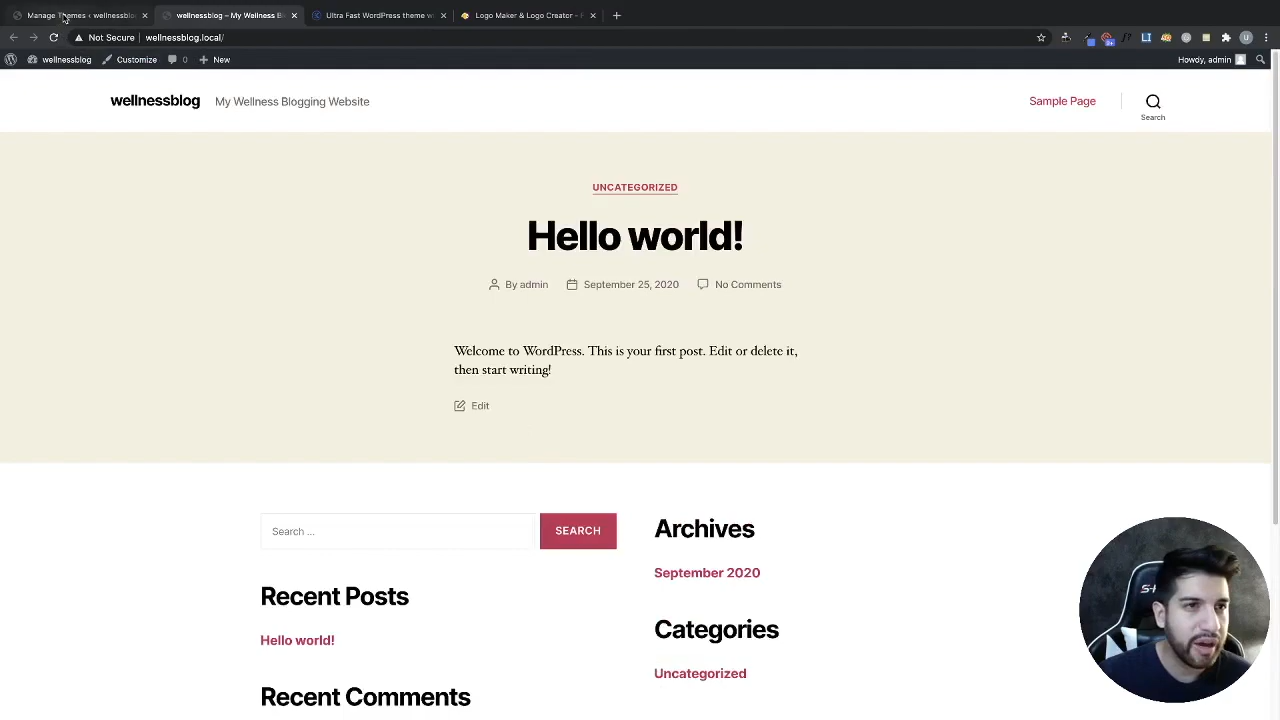 Manage Themes ‹ wellnessblo
wellnessblog – My Wellness B
Ultra Fast WordPress theme w
Logo Maker & Logo Creator - F
Not Secure
wellnessblog.local/
wellnessblog
Customize
0
New
Howdy, admin
wellnessblog
My Wellness Blogging Website
Sample Page
Search
UNCATEGORIZED
Hello world!
By admin
September 25, 2020
No Comments
Welcome to WordPress. This is your first post. Edit or delete it,
then start writing!
Edit
Search …
SEARCH
Archives
September 2020
Recent Posts
Categories
Hello world!
Uncategorized
Recent Comments